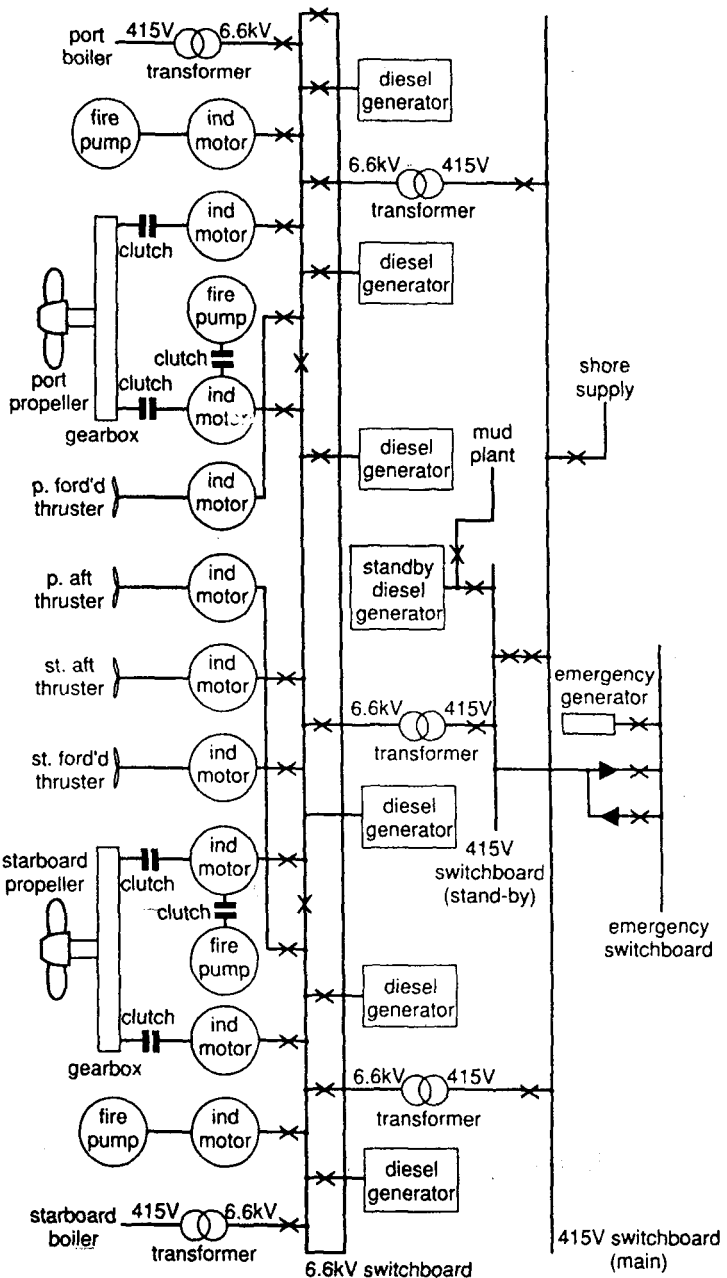 port
boiler
415V
6.6kV
transformer
diesel
generator
fire
pump
ind
motor
6.6kV
415V
transformer
ind
motor
clutch
diesel
generator
fire
pump
clutch
port
propeller
clutch
ind
motor
gearbox
shore
supply
diesel
generator
mud
plant
p. ford'd
thruster
ind
motor
standby
diesel
generator
p. aft
thruster
ind
motor
st. aft
thruster
ind
motor
emergency
generator
6.6kV
415V
transformer
st. ford'd
thruster
ind
motor
diesel
generator
415V
switchboard
(stand-by)
starboard
propeller
clutch
ind
motor
clutch
fire
pump
emergency
switchboard
diesel
generator
clutch
ind
motor
gearbox
6.6kV
415V
transformer
fire
pump
ind
motor
diesel
generator
starboard
boiler
415V
6.6kV
transformer
6.6kV switchboard
415V switchboard
(main)